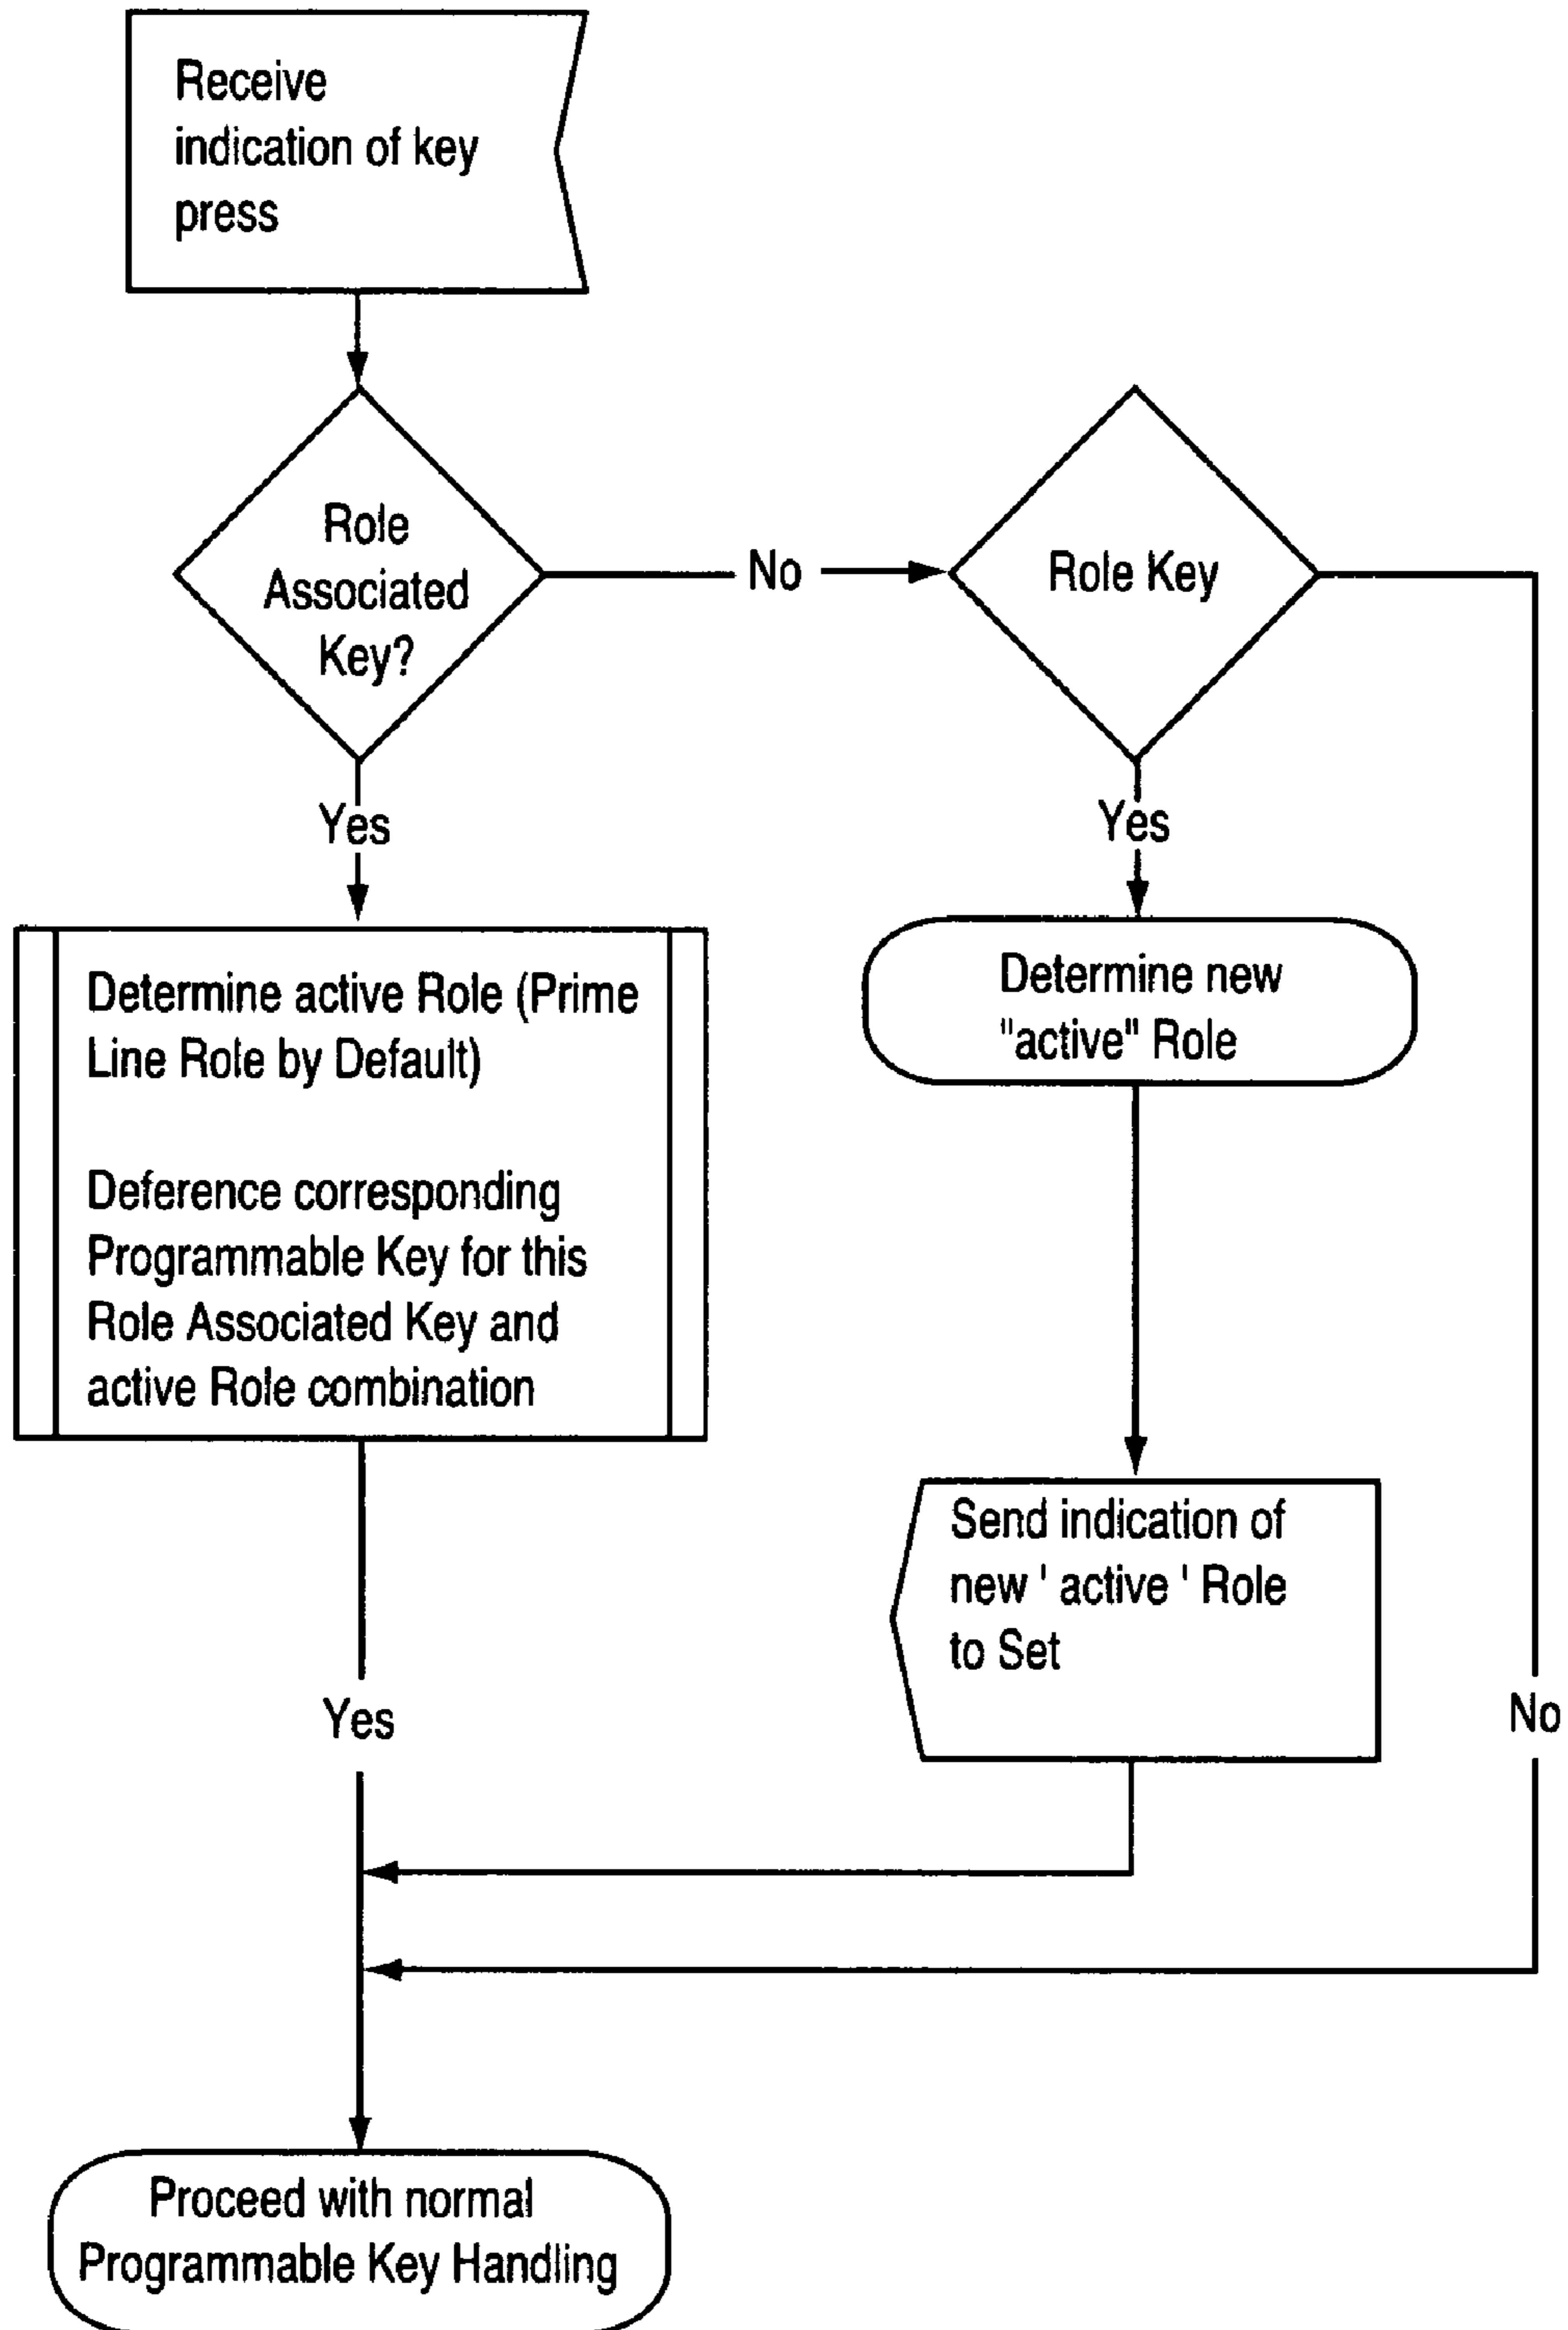 Receive
indication of key
press
Role
Associated
Key?
No
Role Key
Yes
Yes
Determine active Role (Prime
Line Role by Default)
Deference corresponding
Programmable Key for this
Role Associated Key and
active Role combination
Determine new
"active" Role
Send indication of
new ' active ' Role
to Set
Yes
No
Proceed with normal
Programmable Key Handling